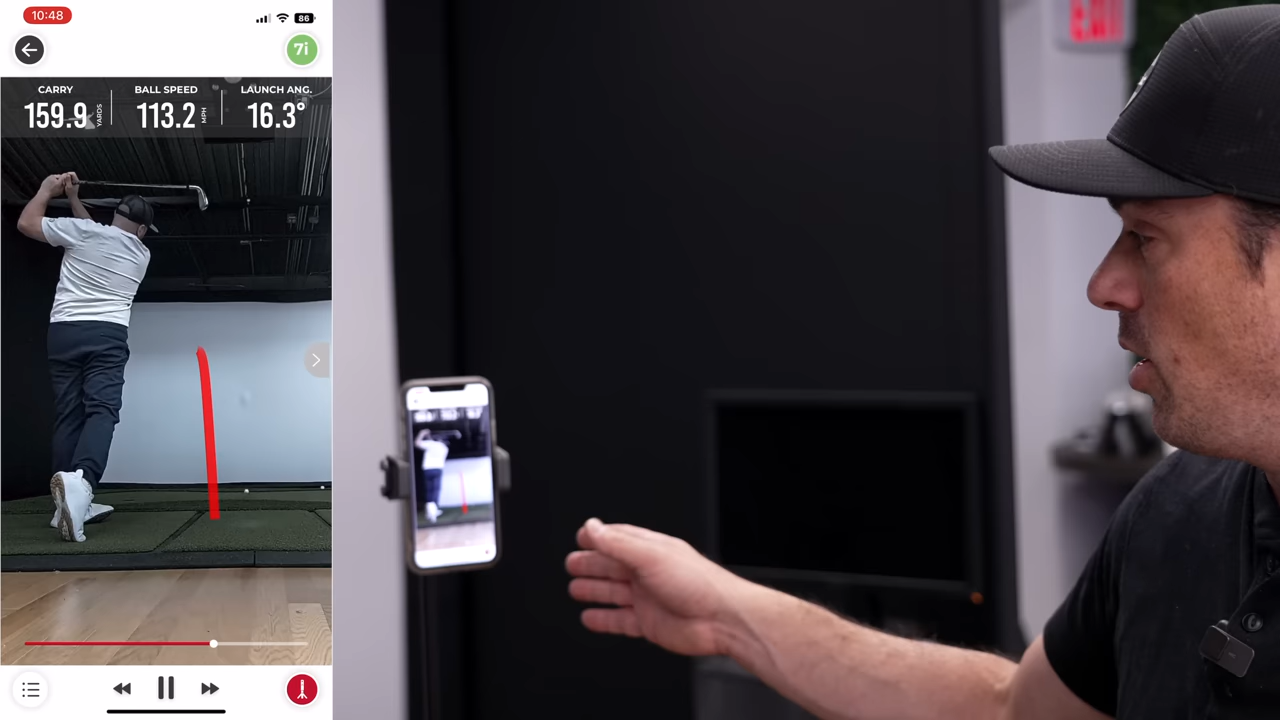 10:48
86
7i
CARRY
BALL SPEED
LAUNCH ANG.
159.9 YARDS
113.2 MPH
16.3°
EXIT